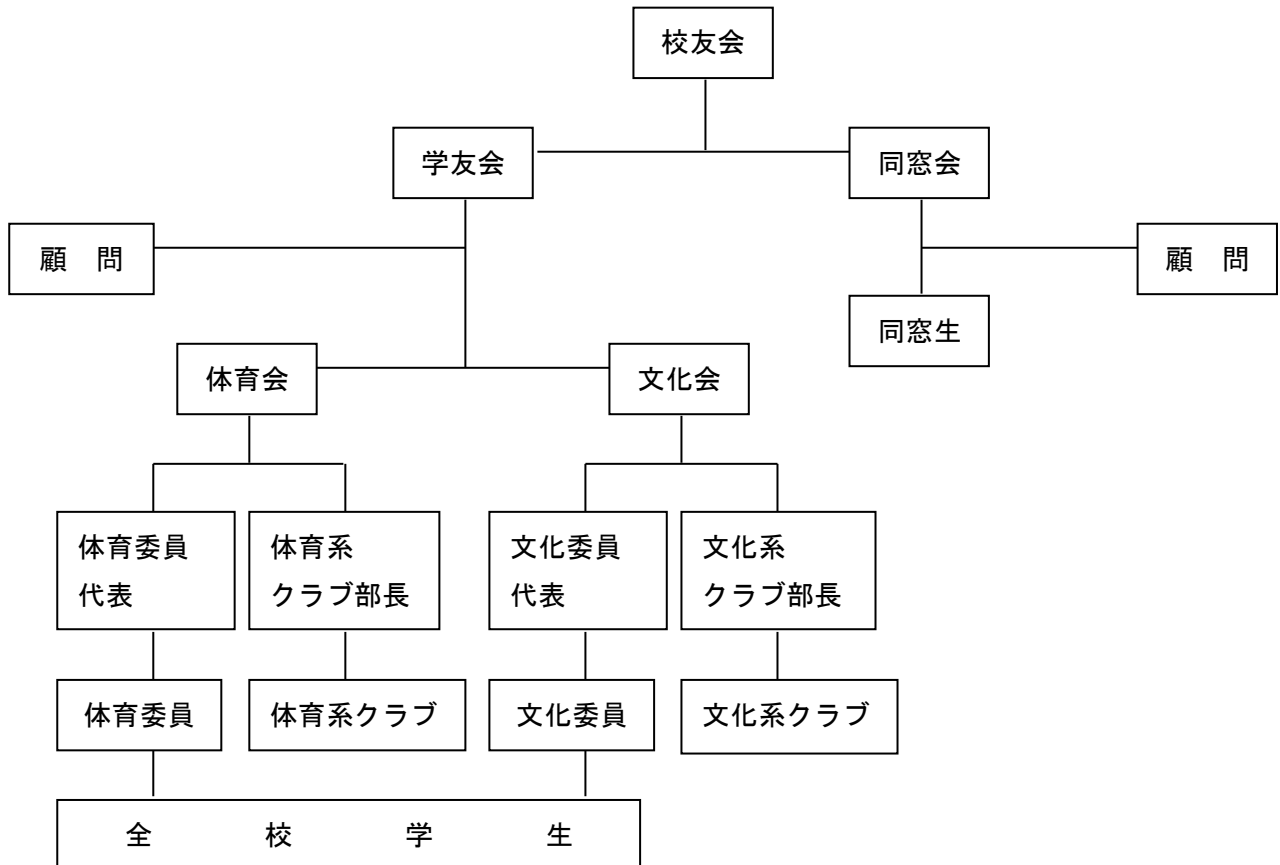 校友会
学友会
同窓会
顧　問
顧　問
同窓生
体育会
文化会
体育委員
代表
体育系
クラブ部長
文化委員
代表
文化系
クラブ部長
体育委員
体育系クラブ
文化委員
文化系クラブ
全　校　学　生